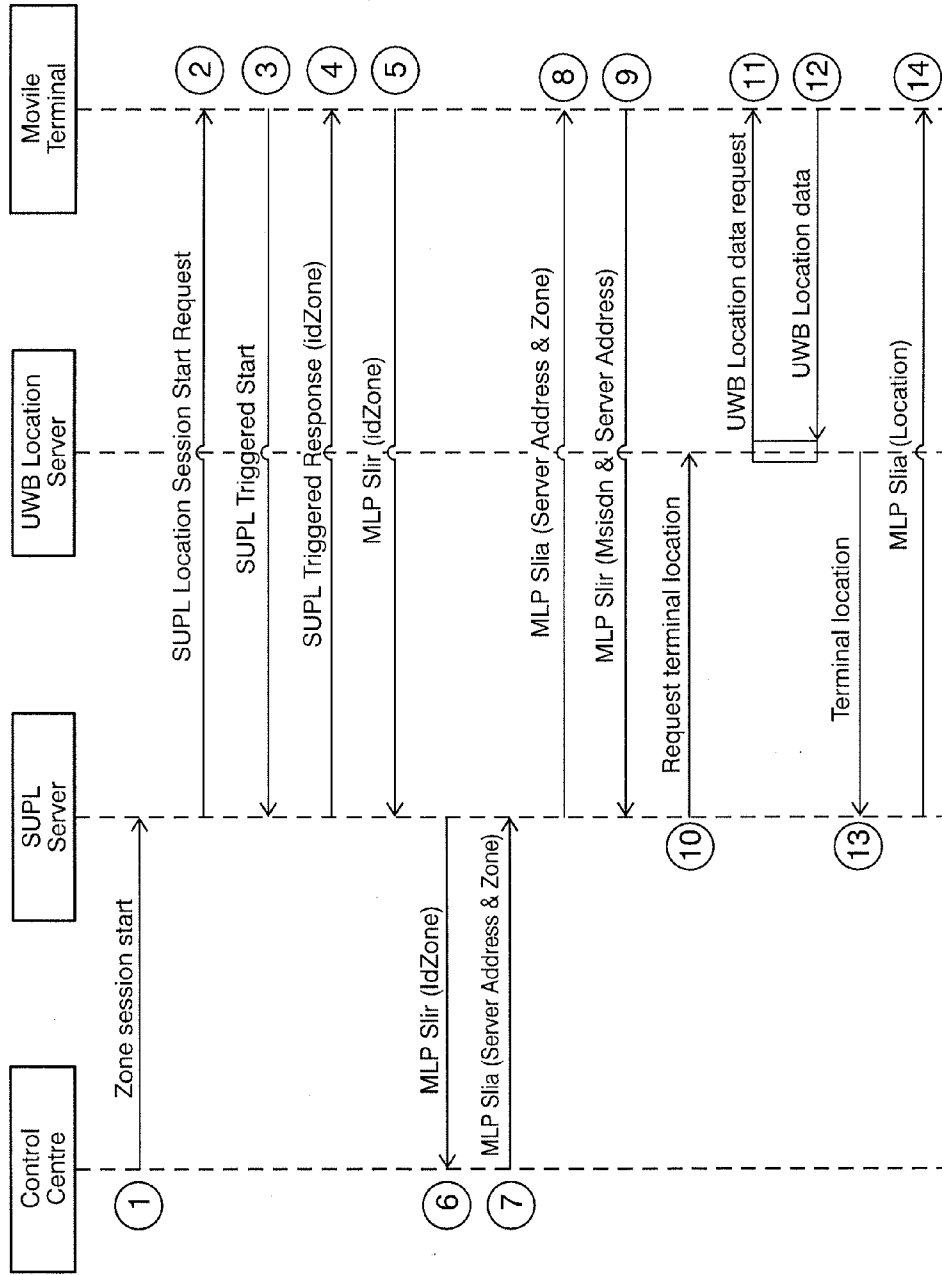 Control
Centre
SUPL
Server
UWB Location
Server
Movile
Terminal
1
Zone session start
SUPL Location Session Start Request
2
SUPL Triggered Start
3
SUPL Triggered Response (idZone)
4
MLP Slir (idZone)
5
6
MLP Slir (IdZone)
7
MLP Slia (Server Address & Zone)
MLP Slia (Server Address & Zone)
8
MLP Slir (Msisdn & Server Address)
9
10
Request terminal location
UWB Location data request
11
UWB Location data
12
13
Terminal location
MLP Slia (Location)
14